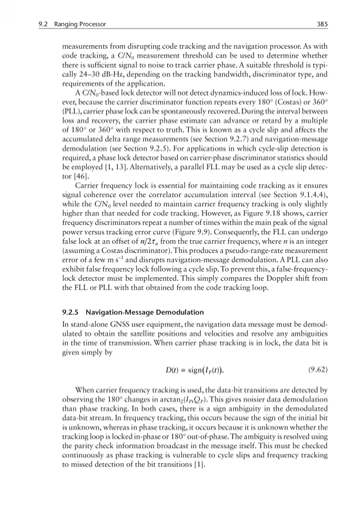 9.2 Ranging Processor 385
measurements from disrupting code tracking and the navigation processor. As with
code tracking, a C/N₀ measurement threshold can be used to determine whether
there is sufficient signal to noise to track carrier phase. A suitable threshold is typi-
cally 24–30 dB-Hz, depending on the tracking bandwidth, discriminator type, and
requirements of the application.
A C/N₀-based lock detector will not detect dynamics-induced loss of lock. How-
ever, because the carrier discriminator function repeats every 180° (Costas) or 360°
(PLL), carrier phase lock can be spontaneously recovered. During the interval between
loss and recovery, the carrier phase estimate can advance or retard by a multiple
of 180° or 360° with respect to truth. This is known as a cycle slip and affects the
accumulated delta range measurements (see Section 9.2.7) and navigation-message
demodulation (see Section 9.2.5). For applications in which cycle-slip detection is
required, a phase lock detector based on carrier-phase discriminator statistics should
be employed [1, 13]. Alternatively, a parallel FLL may be used as a cycle slip detec-
tor [46].
Carrier frequency lock is essential for maintaining code tracking as it ensures
signal coherence over the correlator accumulation interval (see Section 9.1.4.4),
while the C/N₀ level needed to maintain carrier frequency tracking is only slightly
higher than that needed for code tracking. However, as Figure 9.18 shows, carrier
frequency discriminators repeat a number of times within the main peak of the signal
power versus tracking error curve (Figure 9.9). Consequently, the FLL can undergo
false lock at an offset of n/2τₐ from the true carrier frequency, where n is an integer
(assuming a Costas discriminator). This produces a pseudo-range-rate measurement
error of a few m s⁻¹ and disrupts navigation-message demodulation. A PLL can also
exhibit false frequency lock following a cycle slip. To prevent this, a false-frequency-
lock detector must be implemented. This simply compares the Doppler shift from
the FLL or PLL with that obtained from the code tracking loop.
9.2.5 Navigation-Message Demodulation
In stand-alone GNSS user equipment, the navigation data message must be demod-
ulated to obtain the satellite positions and velocities and resolve any ambiguities
in the time of transmission. When carrier phase tracking is in lock, the data bit is
given simply by
D(t) = sign(I_P(t)). (9.62)
When carrier frequency tracking is used, the data-bit transitions are detected by
observing the 180° changes in arctan₂(I_P,Q_P). This gives noisier data demodulation
than phase tracking. In both cases, there is a sign ambiguity in the demodulated
data-bit stream. In frequency tracking, this occurs because the sign of the initial bit
is unknown, whereas in phase tracking, it occurs because it is unknown whether the
tracking loop is locked in-phase or 180° out-of-phase. The ambiguity is resolved using
the parity check information broadcast in the message itself. This must be checked
continuously as phase tracking is vulnerable to cycle slips and frequency tracking
to missed detection of the bit transitions [1].